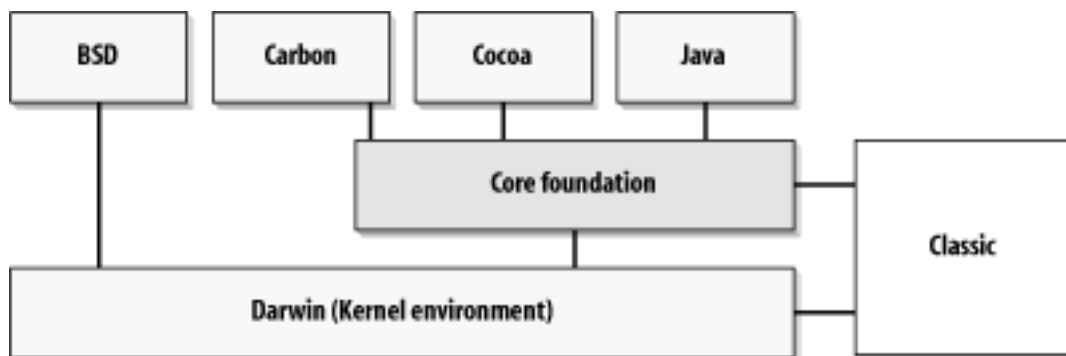 BSD
Carbon
Cocoa
Java
Core foundation
Classic
Darwin (Kernel environment)